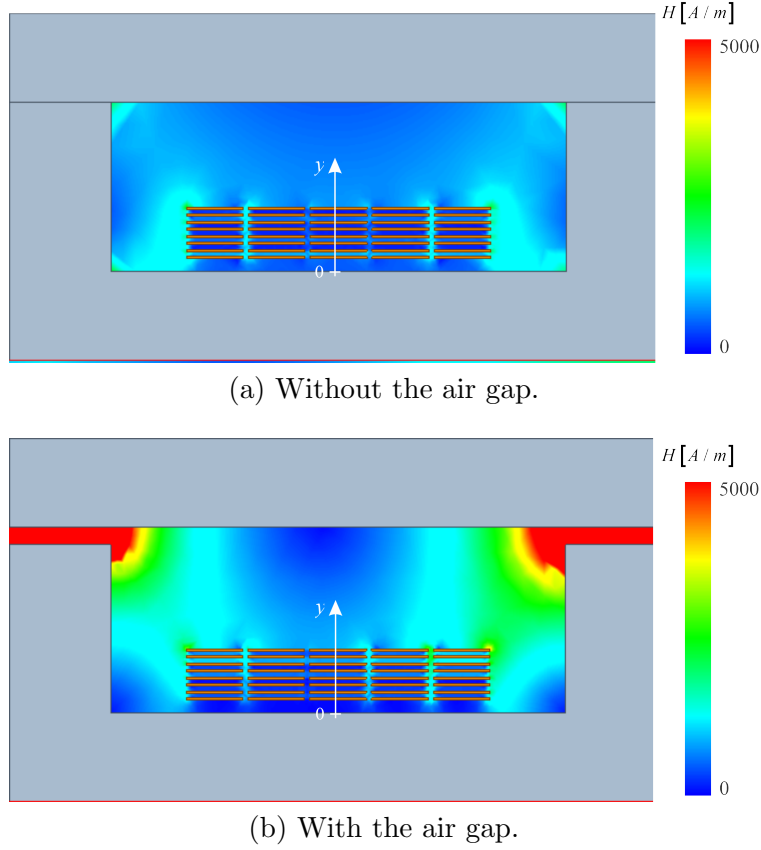 H [A / m]
5000
y
0
0
(a) Without the air gap.
H [A / m]
5000
y
0
0
(b) With the air gap.